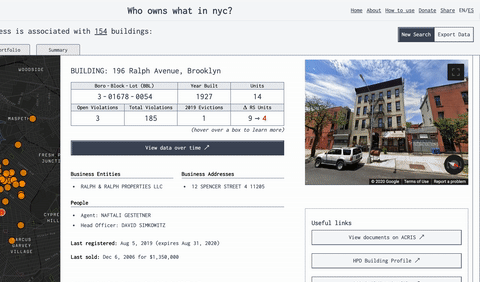 Who owns what in nyc?
Home About How to use Donate Share EN/ES
ess is associated with 154 buildings:
New Search Export Data
ortfolio Summary
WOODSIDE
MASPETH
FRESH P
JUNCTI
CYPRE
HILL
ARCUS
ARVEY
VILLAGE
BUILDING: 196 Ralph Avenue, Brooklyn
Boro-Block-Lot (BBL) Year Built Units
3-01678-0054 1927 14
Open Violations Total Violations 2019 Evictions Δ RS Units
3 185 1 9 → 4
(hover over a box to learn more)
View data over time ↗
Business Entities Business Addresses
• RALPH & RALPH PROPERTIES LLC • 12 SPENCER STREET 4 11205
People
• Agent: NAFTALI GESTETNER
• Head Officer: DAVID SIMKOWITZ
Last registered: Aug 5, 2019 (expires Aug 31, 2020)
Last sold: Dec 6, 2006 for $1,350,000
© 2020 Google Terms of Use Report a problem
Useful links
View documents on ACRIS ↗
HPD Building Profile ↗